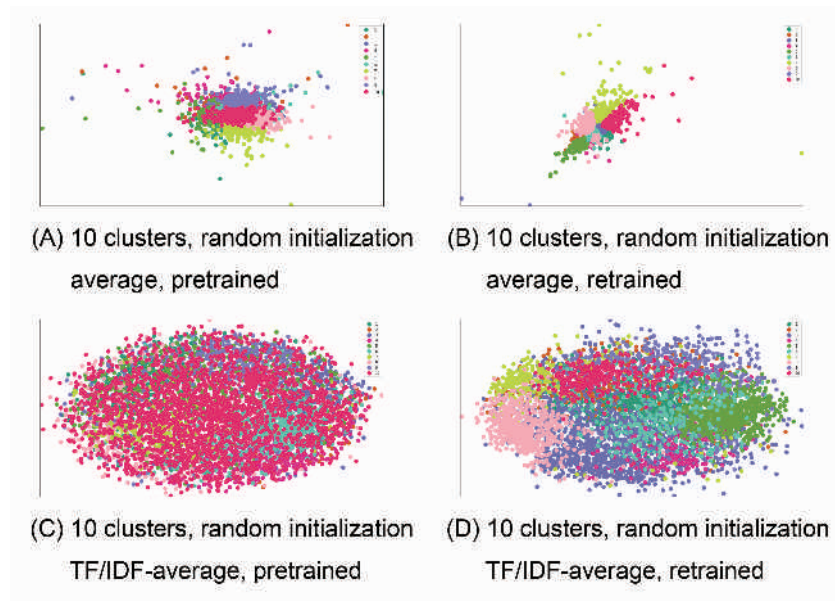 (A) 10 clusters, random initialization
average, pretrained
(B) 10 clusters, random initialization
average, retrained
(C) 10 clusters, random initialization
TF/IDF-average, pretrained
(D) 10 clusters, random initialization
TF/IDF-average, retrained